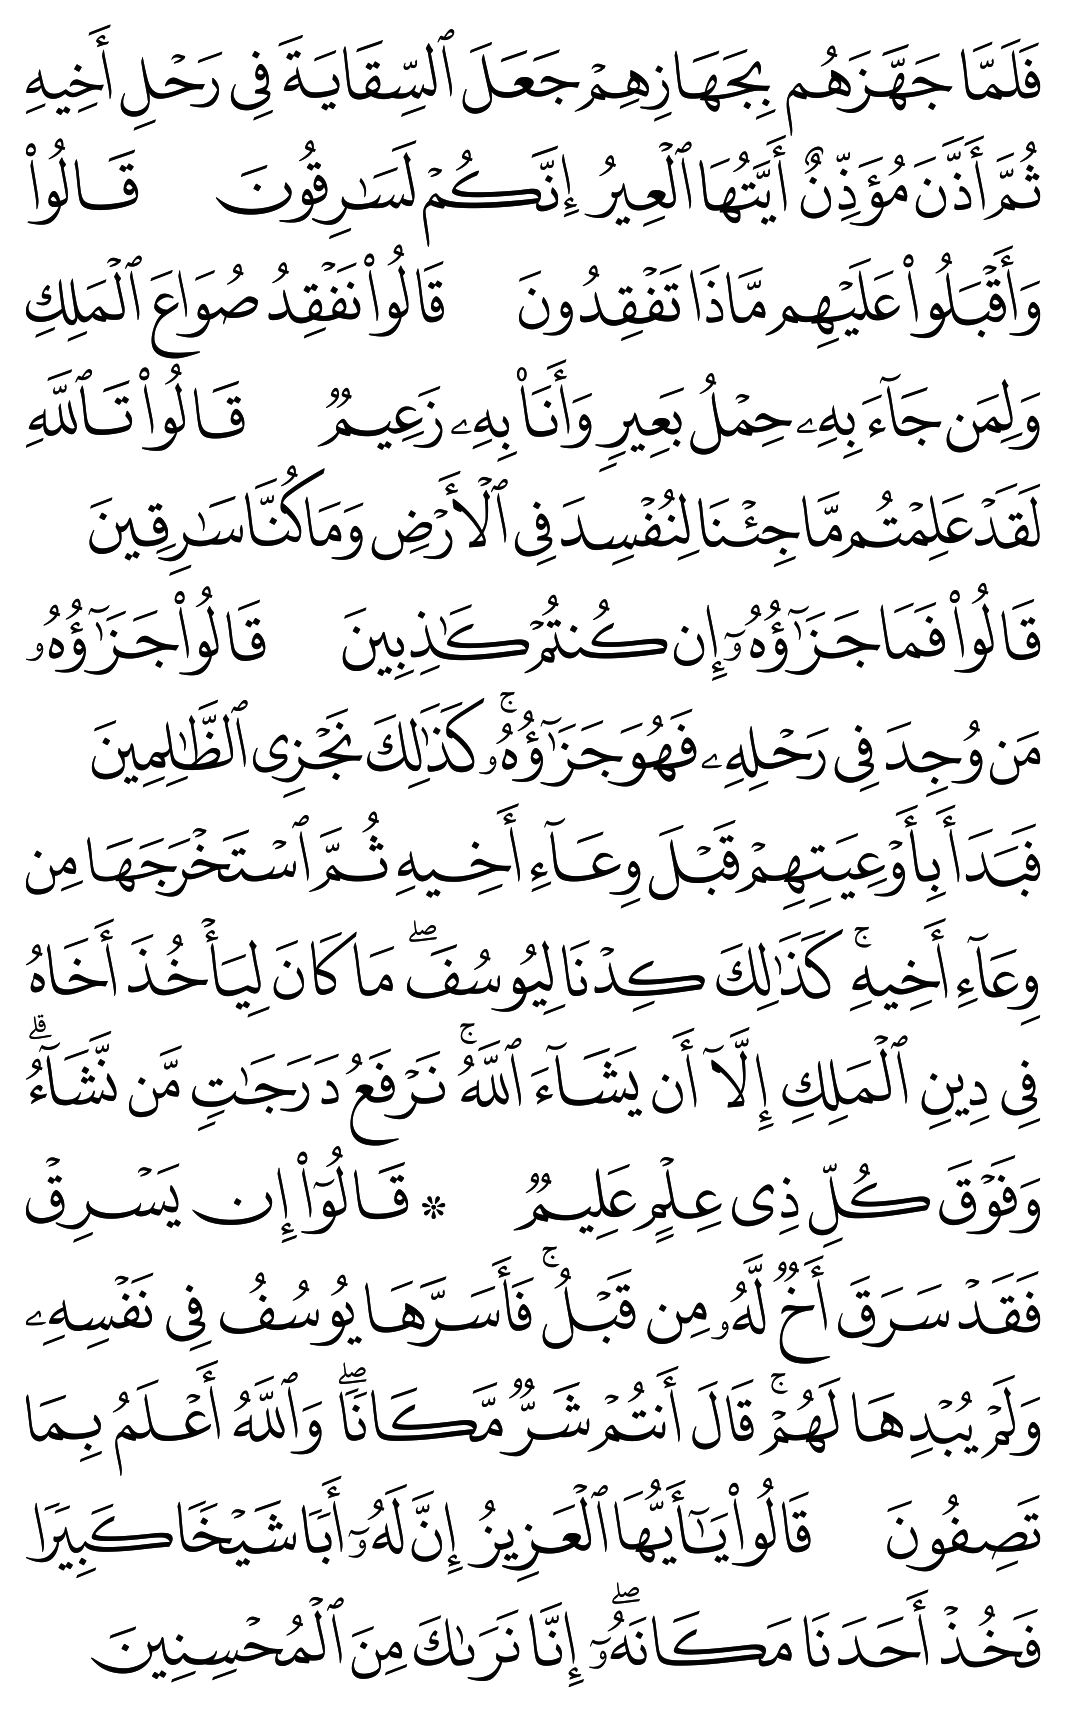 فَلَمَّا جَهَّزَهُم بِجَهَازِهِمۡ جَعَلَ ٱلسِّقَايَةَ فِي رَحۡلِ أَخِيهِ
ثُمَّ أَذَّنَ مُؤَذِّنٌ أَيَّتُهَا ٱلۡعِيرُ إِنَّكُمۡ لَسَٰرِقُونَ قَالُواْ
وَأَقۡبَلُواْ عَلَيۡهِم مَّاذَا تَفۡقِدُونَ قَالُواْ نَفۡقِدُ صُوَاعَ ٱلۡمَلِكِ
وَلِمَن جَآءَ بِهِۦ حِمۡلُ بَعِيرٖ وَأَنَا۠ بِهِۦ زَعِيمٞ قَالُواْ تَٱللَّهِ
لَقَدۡ عَلِمۡتُم مَّا جِئۡنَا لِنُفۡسِدَ فِي ٱلۡأَرۡضِ وَمَا كُنَّا سَٰرِقِينَ
قَالُواْ فَمَا جَزَٰٓؤُهُۥٓ إِن كُنتُمۡ كَٰذِبِينَ قَالُواْ جَزَٰٓؤُهُۥ
مَن وُجِدَ فِي رَحۡلِهِۦ فَهُوَ جَزَٰٓؤُهُۥۚ كَذَٰلِكَ نَجۡزِي ٱلظَّٰلِمِينَ
فَبَدَأَ بِأَوۡعِيَتِهِمۡ قَبۡلَ وِعَآءِ أَخِيهِ ثُمَّ ٱسۡتَخۡرَجَهَا مِن
وِعَآءِ أَخِيهِۚ كَذَٰلِكَ كِدۡنَا لِيُوسُفَۖ مَا كَانَ لِيَأۡخُذَ أَخَاهُ
فِي دِينِ ٱلۡمَلِكِ إِلَّآ أَن يَشَآءَ ٱللَّهُۚ نَرۡفَعُ دَرَجَٰتٖ مَّن نَّشَآءُۗ
وَفَوۡقَ كُلِّ ذِي عِلۡمٍ عَلِيمٞ ۞ قَالُوٓاْ إِن يَسۡرِقۡ
فَقَدۡ سَرَقَ أَخٞ لَّهُۥ مِن قَبۡلُۚ فَأَسَرَّهَا يُوسُفُ فِي نَفۡسِهِۦ
وَلَمۡ يُبۡدِهَا لَهُمۡۚ قَالَ أَنتُمۡ شَرّٞ مَّكَانٗاۖ وَٱللَّهُ أَعۡلَمُ بِمَا
تَصِفُونَ قَالُواْ يَٰٓأَيُّهَا ٱلۡعَزِيزُ إِنَّ لَهُۥٓ أَبٗا شَيۡخٗا كَبِيرٗا
فَخُذۡ أَحَدَنَا مَكَانَهُۥٓۖ إِنَّا نَرَىٰكَ مِنَ ٱلۡمُحۡسِنِينَ